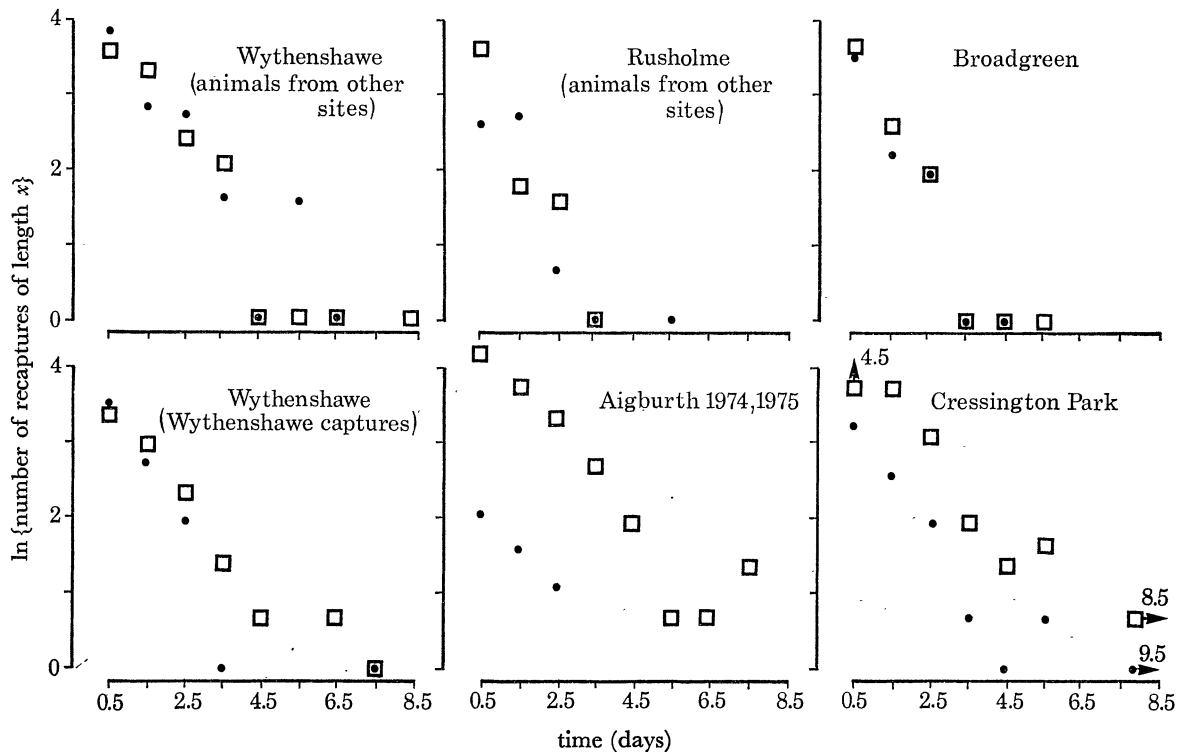 ln {number of recaptures of length x}
4
2
0
Wythenshawe
(animals from other
sites)
Rusholme
(animals from other
sites)
Broadgreen
4
2
0
Wythenshawe
(Wythenshawe captures)
Aigburth 1974,1975
4.5
Cressington Park
8.5
9.5
0.5 2.5 4.5 6.5 8.5
0.5 2.5 4.5 6.5 8.5
0.5 2.5 4.5 6.5 8.5
time (days)